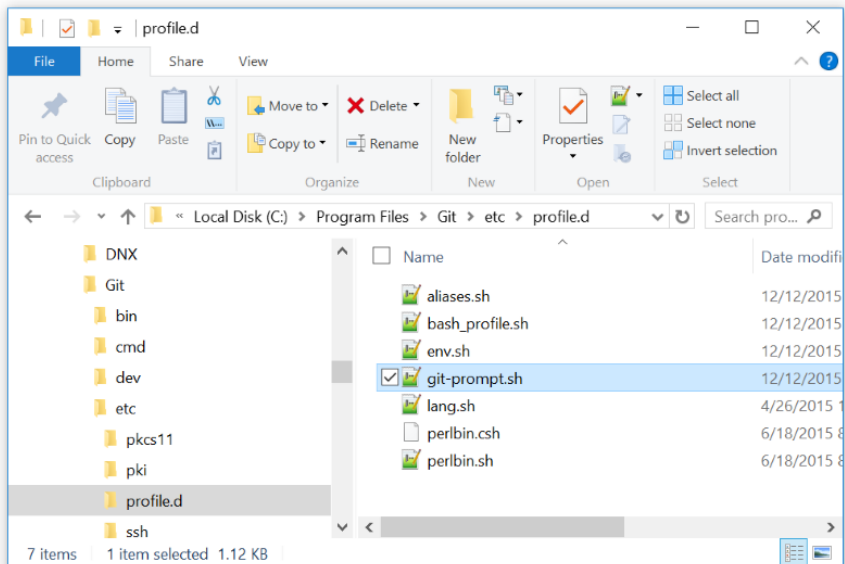 profile.d
File Home Share View
Pin to Quick access
Copy
Paste
Clipboard
Move to
Copy to
Delete
Rename
Organize
New folder
New
Properties
Open
Select all
Select none
Invert selection
Select
« Local Disk (C:) > Program Files > Git > etc > profile.d
Search pro...
DNX
Git
bin
cmd
dev
etc
pkcs11
pki
profile.d
ssh
Name Date modifi
aliases.sh 12/12/2015
bash_profile.sh 12/12/2015
env.sh 12/12/2015
git-prompt.sh 12/12/2015
lang.sh 4/26/2015 1
perlbin.csh 6/18/2015 8
perlbin.sh 6/18/2015 8
7 items 1 item selected 1.12 KB